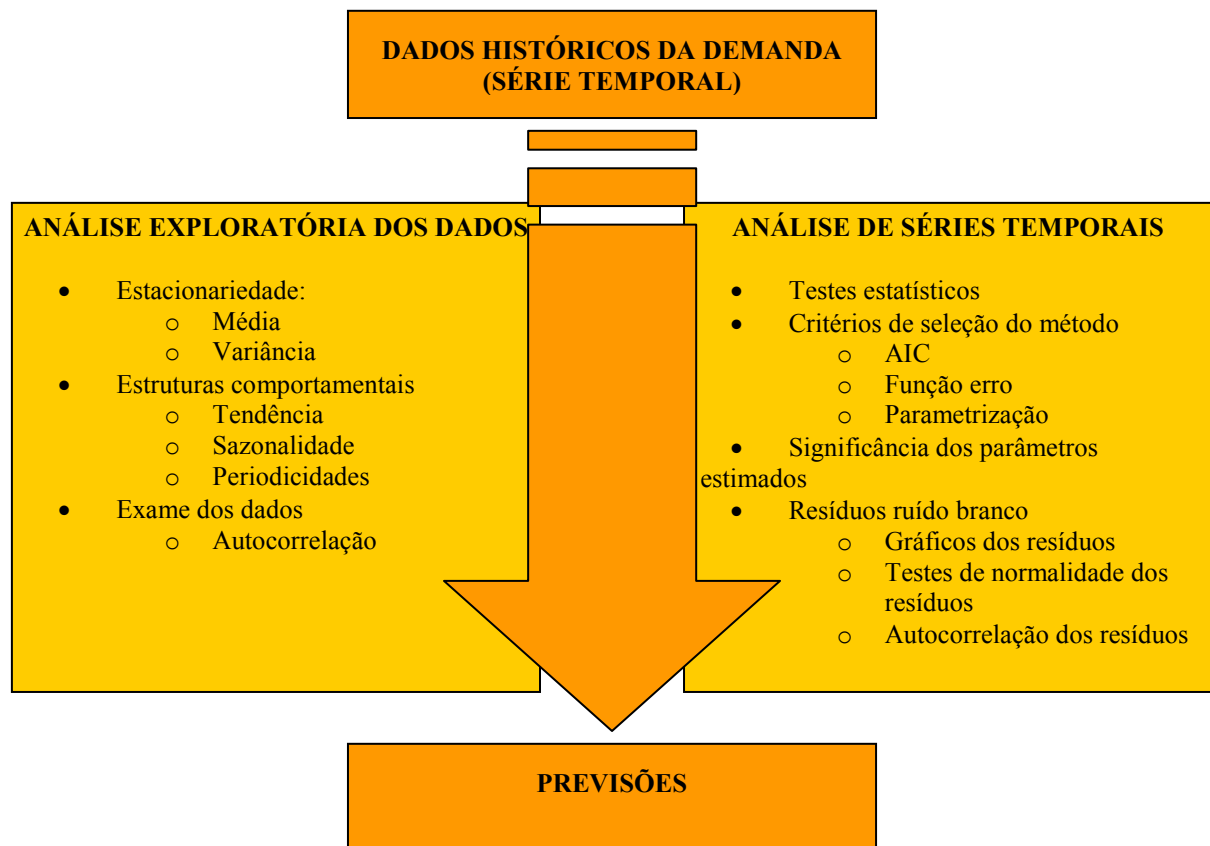 DADOS HISTÓRICOS DA DEMANDA
(SÉRIE TEMPORAL)
ANÁLISE EXPLORATÓRIA DOS DADOS
• Estacionariedade:
o Média
o Variância
• Estruturas comportamentais
o Tendência
o Sazonalidade
o Periodicidades
• Exame dos dados
o Autocorrelação
ANÁLISE DE SÉRIES TEMPORAIS
• Testes estatísticos
• Critérios de seleção do método
o AIC
o Função erro
o Parametrização
• Significância dos parâmetros
estimados
• Resíduos ruído branco
o Gráficos dos resíduos
o Testes de normalidade dos
resíduos
o Autocorrelação dos resíduos
PREVISÕES